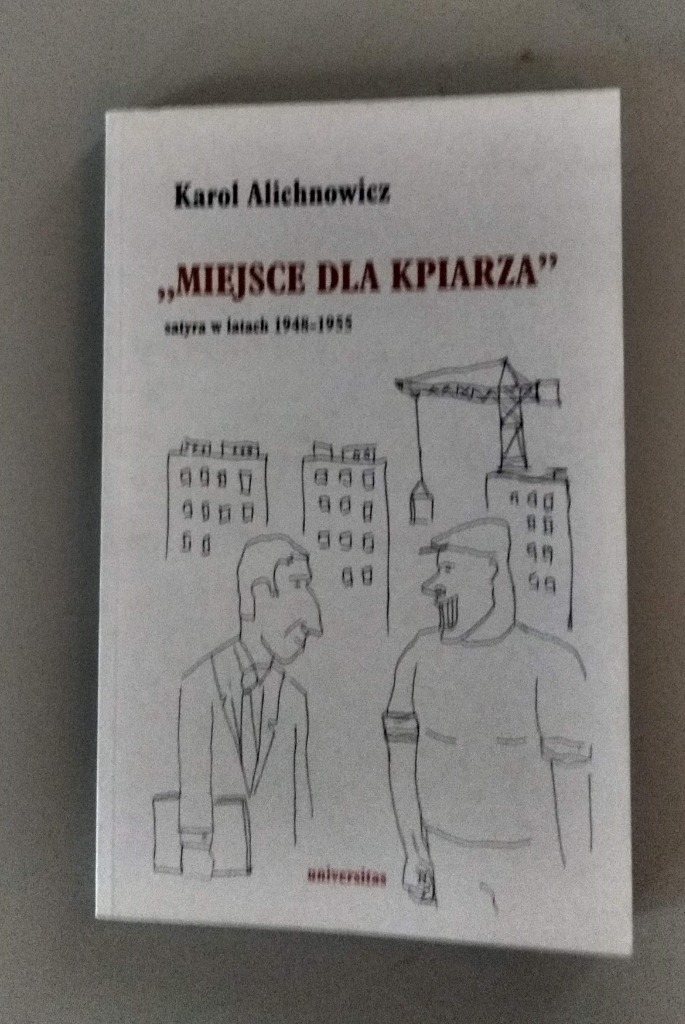 Karol Alichnowicz
„MIEJSCE DLA KPIARZA”
satyra w latach 1948-1955
universitas